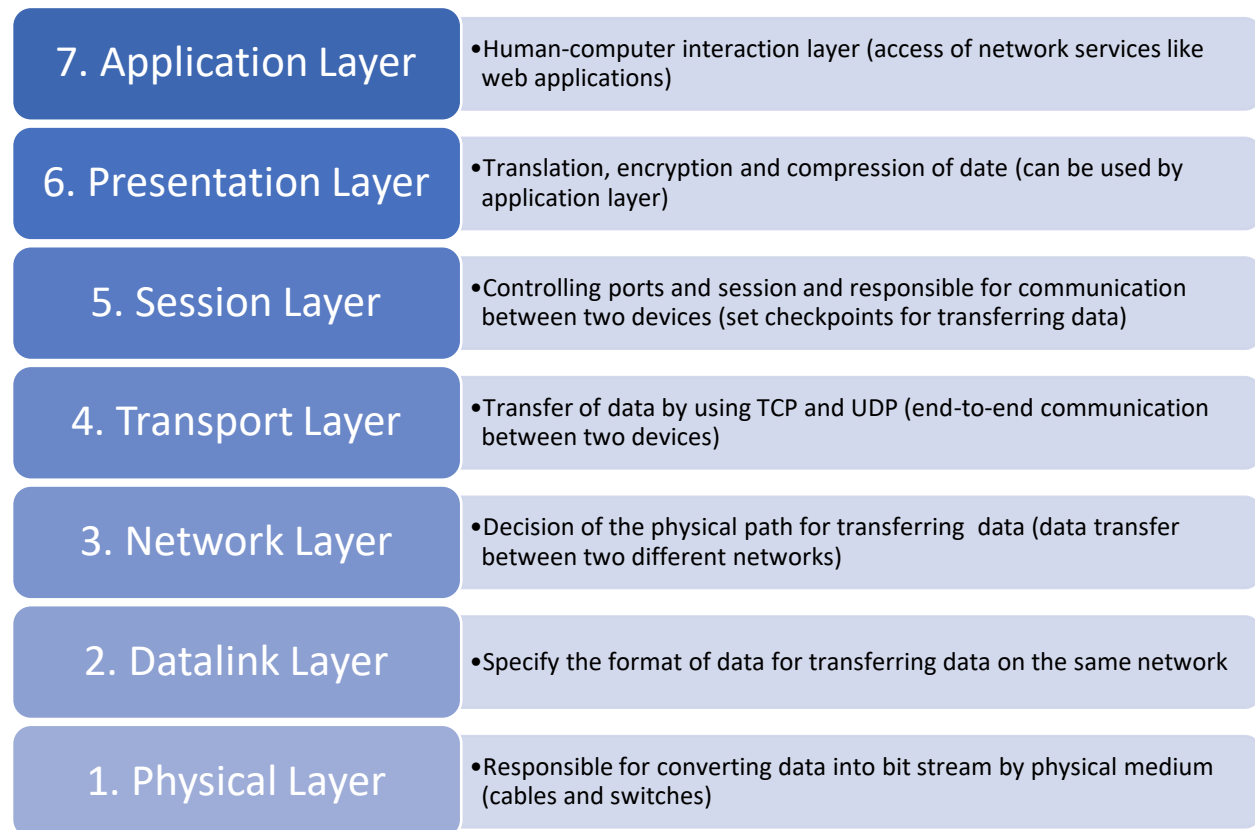 7. Application Layer
•Human-computer interaction layer (access of network services like
web applications)
6. Presentation Layer
•Translation, encryption and compression of date (can be used by
application layer)
5. Session Layer
•Controlling ports and session and responsible for communication
between two devices (set checkpoints for transferring data)
4. Transport Layer
•Transfer of data by using TCP and UDP (end-to-end communication
between two devices)
3. Network Layer
•Decision of the physical path for transferring  data (data transfer
between two different networks)
2. Datalink Layer
•Specify the format of data for transferring data on the same network
1. Physical Layer
•Responsible for converting data into bit stream by physical medium
(cables and switches)